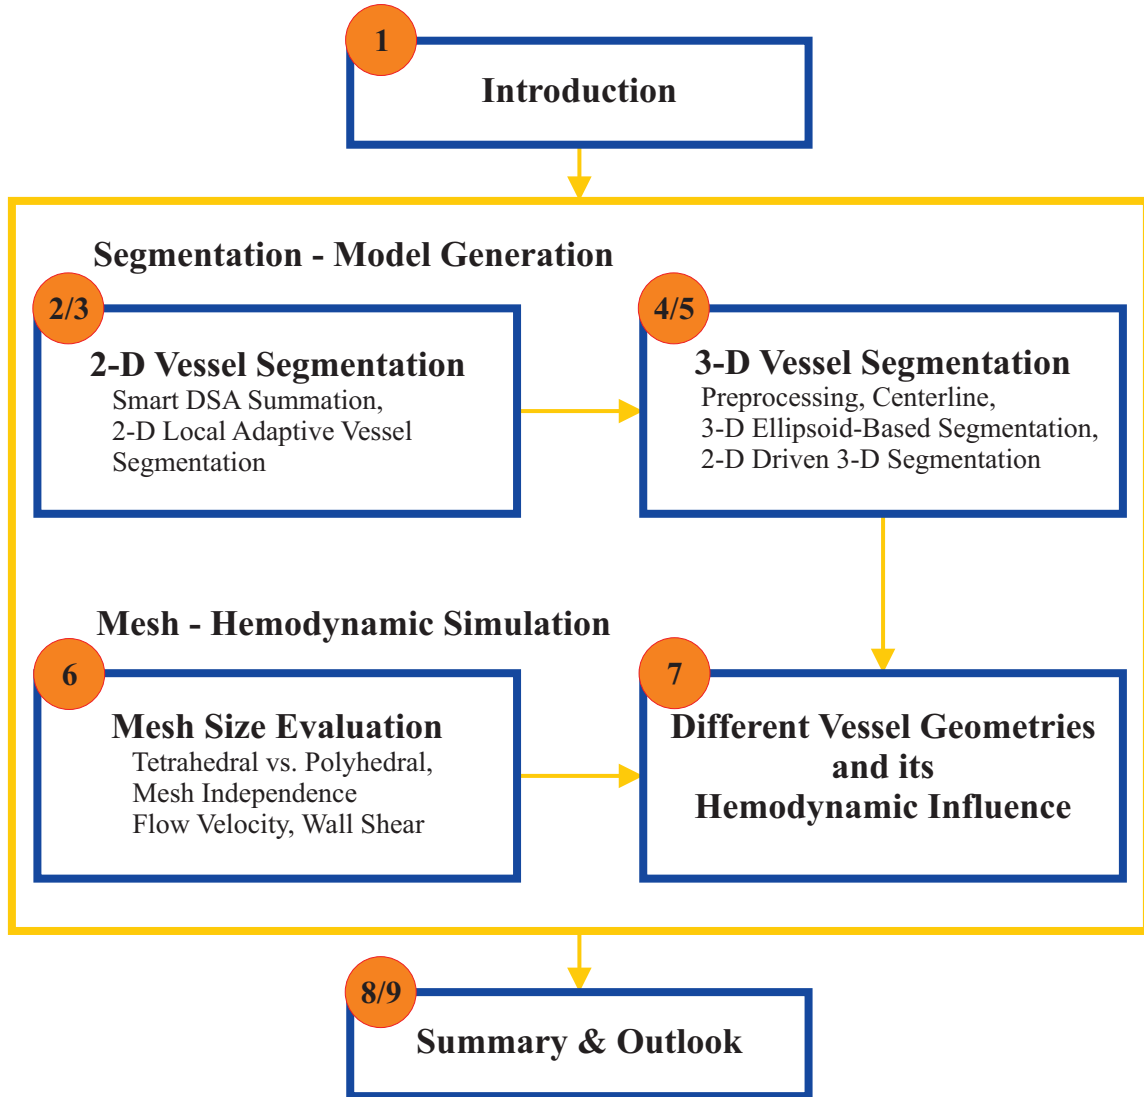 1
Introduction
Segmentation - Model Generation
2/3
2-D Vessel Segmentation
Smart DSA Summation,
2-D Local Adaptive Vessel
Segmentation
4/5
3-D Vessel Segmentation
Preprocessing, Centerline,
3-D Ellipsoid-Based Segmentation,
2-D Driven 3-D Segmentation
Mesh - Hemodynamic Simulation
6
Mesh Size Evaluation
Tetrahedral vs. Polyhedral,
Mesh Independence
Flow Velocity, Wall Shear
7
Different Vessel Geometries
and its
Hemodynamic Influence
8/9
Summary & Outlook